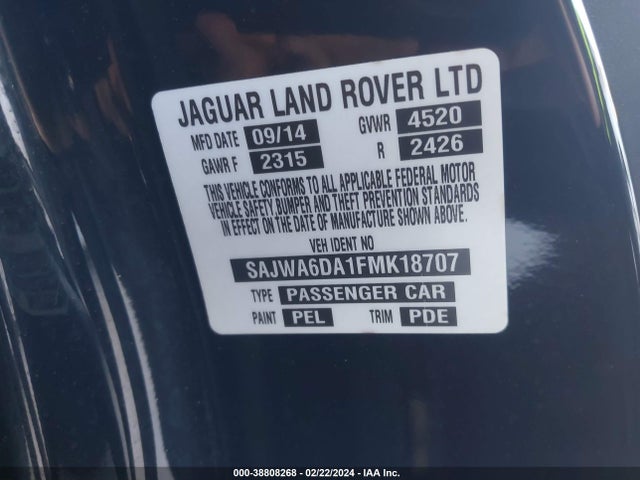 JAGUAR LAND ROVER LTD
MFD DATE 09/14 GVWR 4520
GAWR F 2315 R 2426
THIS VEHICLE CONFORMS TO ALL APPLICABLE FEDERAL MOTOR
VEHICLE SAFETY, BUMPER AND THEFT PREVENTION STANDARDS
IN EFFECT ON THE DATE OF MANUFACTURE SHOWN ABOVE.
VEH IDENT NO
SAJWA6DA1FMK18707
TYPE PASSENGER CAR
PAINT PEL TRIM PDE
000-38808268 - 02/22/2024 - IAA Inc.